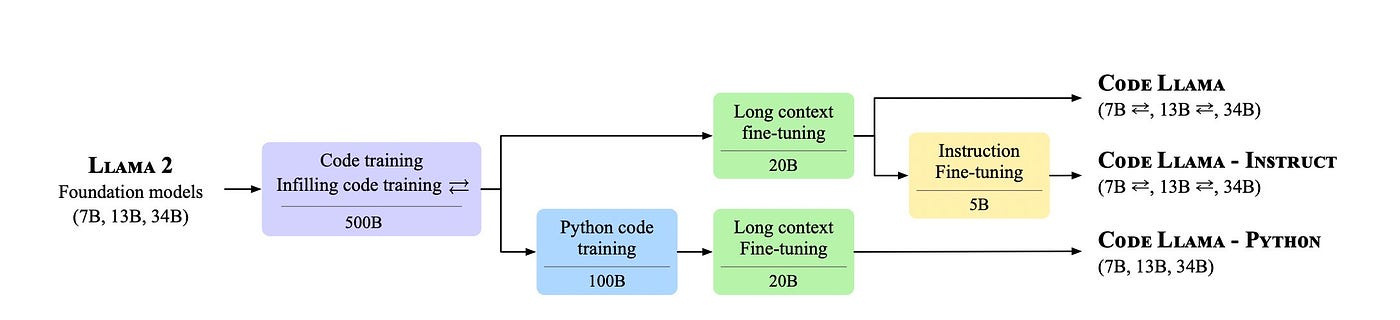 LLAMA 2
Foundation models
(7B, 13B, 34B)
Code training
Infilling code training ⇄
500B
Python code
training
100B
Long context
fine-tuning
20B
Long context
Fine-tuning
20B
Instruction
Fine-tuning
5B
CODE LLAMA
(7B ⇄, 13B ⇄, 34B)
CODE LLAMA - INSTRUCT
(7B ⇄, 13B ⇄, 34B)
CODE LLAMA - PYTHON
(7B, 13B, 34B)